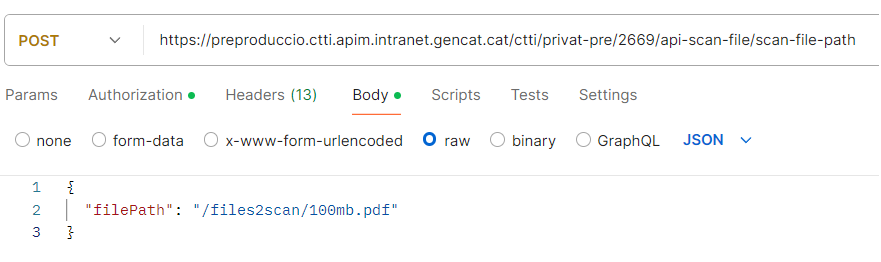 POST https://preproduccio.ctti.apim.intranet.gencat.cat/ctti/privat-pre/2669/api-scan-file/scan-file-path
Params Authorization Headers (13) Body Scripts Tests Settings
none form-data x-www-form-urlencoded raw binary GraphQL JSON
1 {
2 "filePath": "/files2scan/100mb.pdf"
3 }